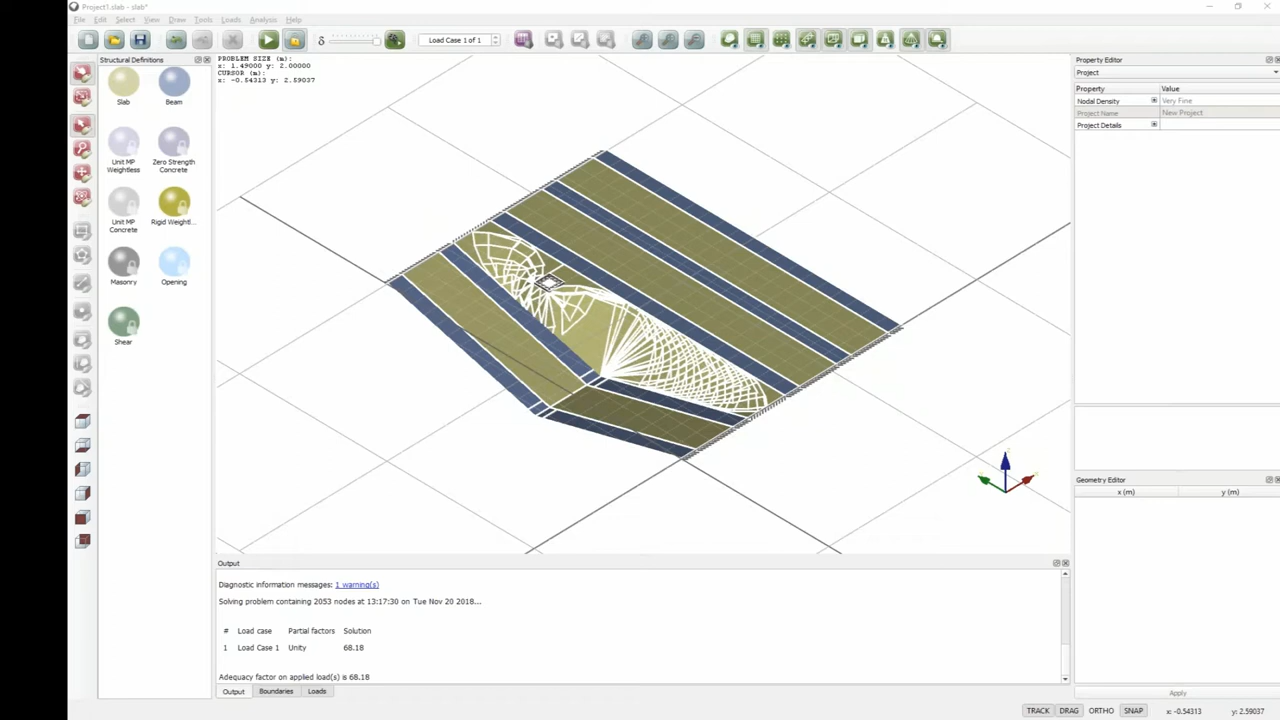 Project1.slab - slab*
File Edit Select View Draw Tools Loads Analysis Help
δ
Load Case 1 of 1
Structural Definitions
Slab Beam
Unit MP Weightless
Zero Strength Concrete
Unit MP Concrete
Rigid Weightl...
Masonry Opening
Shear
PROBLEM SIZE (m):
x: 1.49000 y: 2.00000
CURSOR (m):
x: -0.54313 y: 2.59037
Property Editor
Project
Property Value
Nodal Density Very Fine
Project Name New Project
Project Details
Geometry Editor
x (m) y (m)
Apply
Output
Diagnostic information messages: 1 warning(s)
Solving problem containing 2053 nodes at 13:17:30 on Tue Nov 20 2018...
# Load case Partial factors Solution
1 Load Case 1 Unity 68.18
Adequacy factor on applied load(s) is 68.18
Output Boundaries Loads
TRACK DRAG ORTHO SNAP x: -0.54313 y: 2.59037